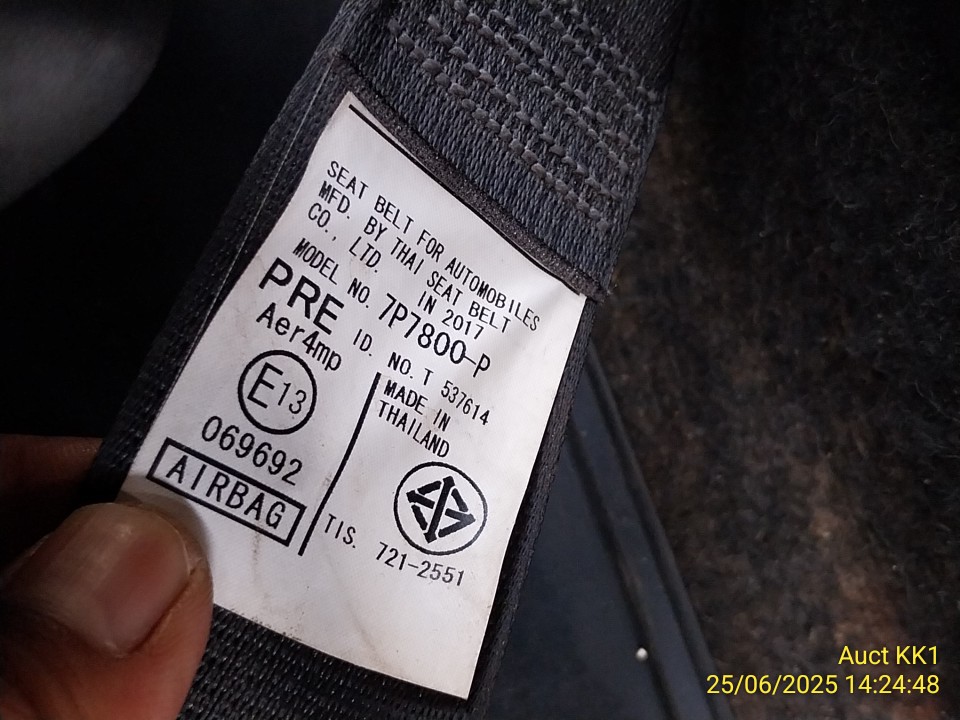 SEAT BELT FOR AUTOMOBILES
MFD. BY THAI SEAT BELT
CO., LTD. IN 2017
MODEL NO. 7P7800-P
PRE ID. NO. T 537614
Aer4mp
MADE IN
THAILAND
E13
069692
AIRBAG
TIS. 721-2551
Auct KK1
25/06/2025 14:24:48